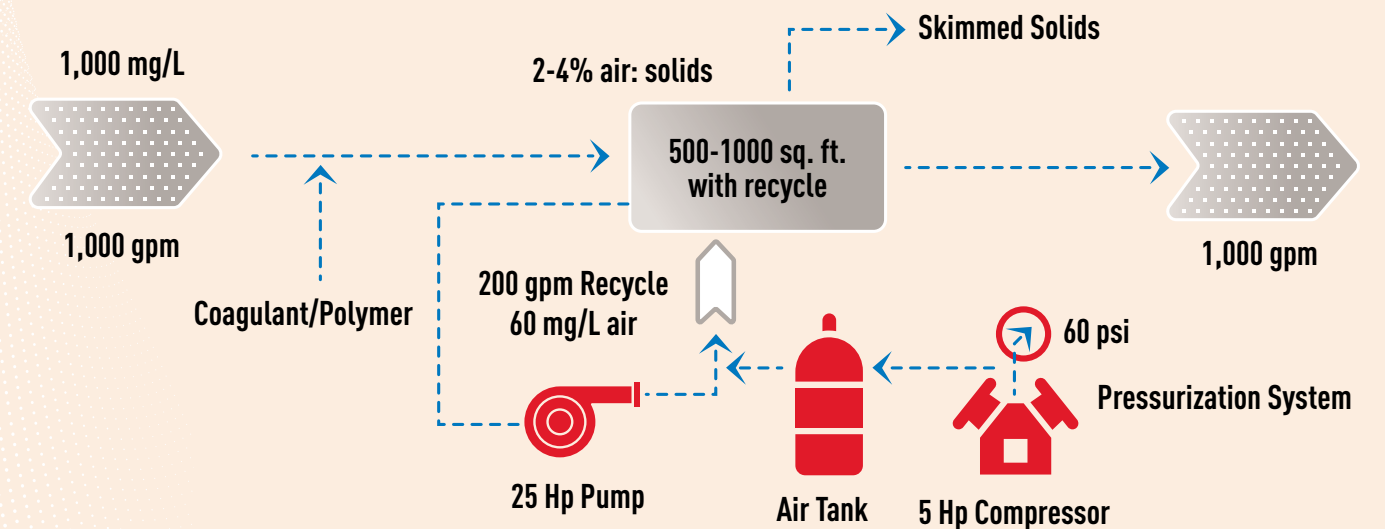 Skimmed Solids
1,000 mg/L
2-4% air: solids
500-1000 sq. ft.
with recycle
1,000 gpm
1,000 gpm
200 gpm Recycle
60 mg/L air
Coagulant/Polymer
60 psi
Pressurization System
25 Hp Pump
Air Tank
5 Hp Compressor